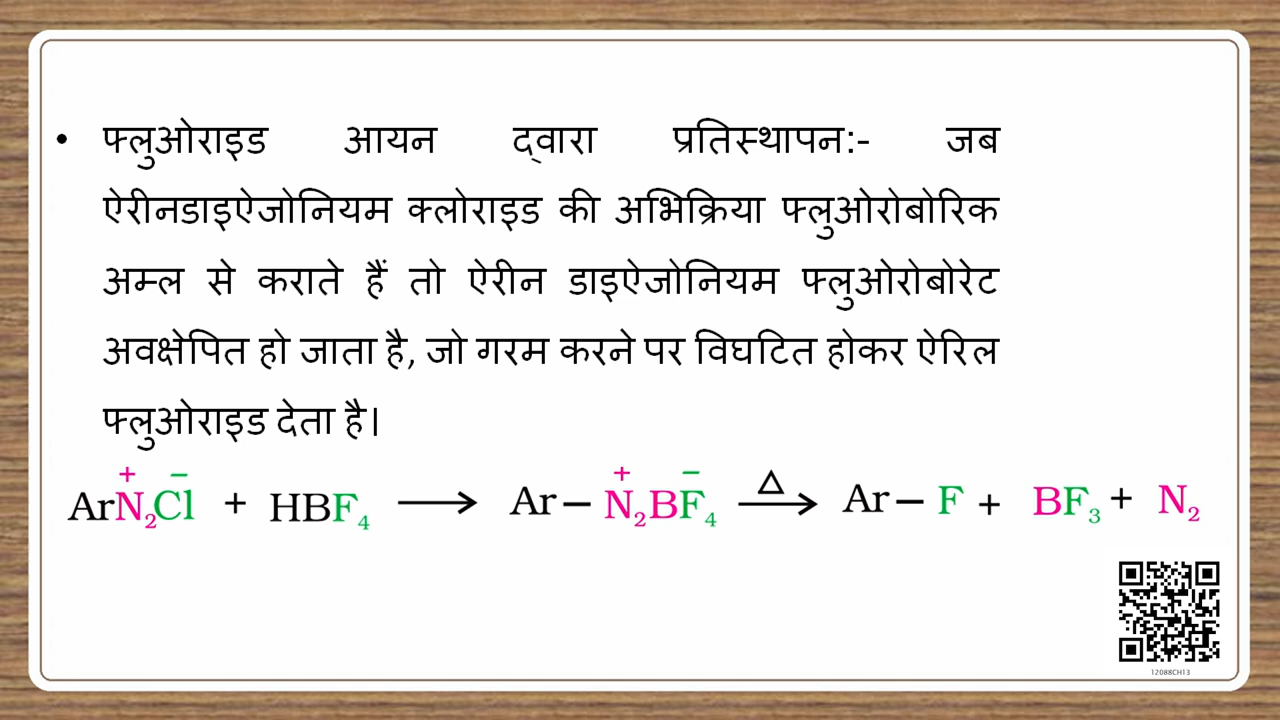 • फ्लुओराइड आयन द्वारा प्रतिस्थापन:- जब
ऐरीनडाइऐजोनियम क्लोराइड की अभिक्रिया फ्लुओरोबोरिक
अम्ल से कराते हैं तो ऐरीन डाइऐजोनियम फ्लुओरोबोरेट
अवक्षेपित हो जाता है, जो गरम करने पर विघटित होकर ऐरिल
फ्लुओराइड देता है।
ArN₂⁺Cl⁻ + HBF₄ ⟶ Ar – N₂⁺BF₄⁻ —Δ→ Ar – F + BF₃ + N₂
12088CH13